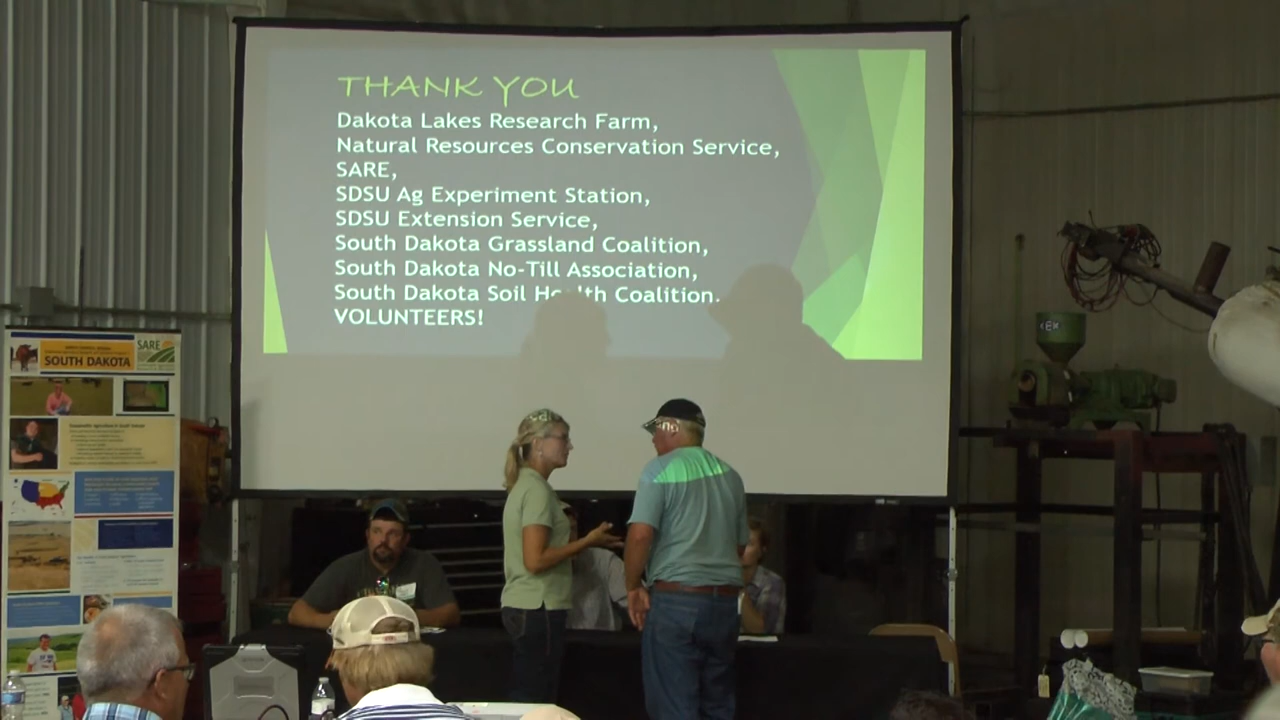 THANK YOU
Dakota Lakes Research Farm,
Natural Resources Conservation Service,
SARE,
SDSU Ag Experiment Station,
SDSU Extension Service,
South Dakota Grassland Coalition,
South Dakota No-Till Association,
South Dakota Soil Health Coalition.
VOLUNTEERS!
SARE
SOUTH DAKOTA